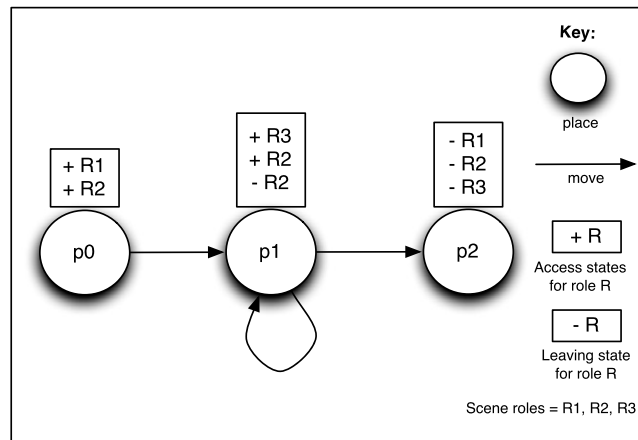 Key:
place
move
+ R1
+ R2
+ R3
+ R2
- R2
- R1
- R2
- R3
p0
p1
p2
+ R
Access states
for role R
- R
Leaving state
for role R
Scene roles = R1, R2, R3